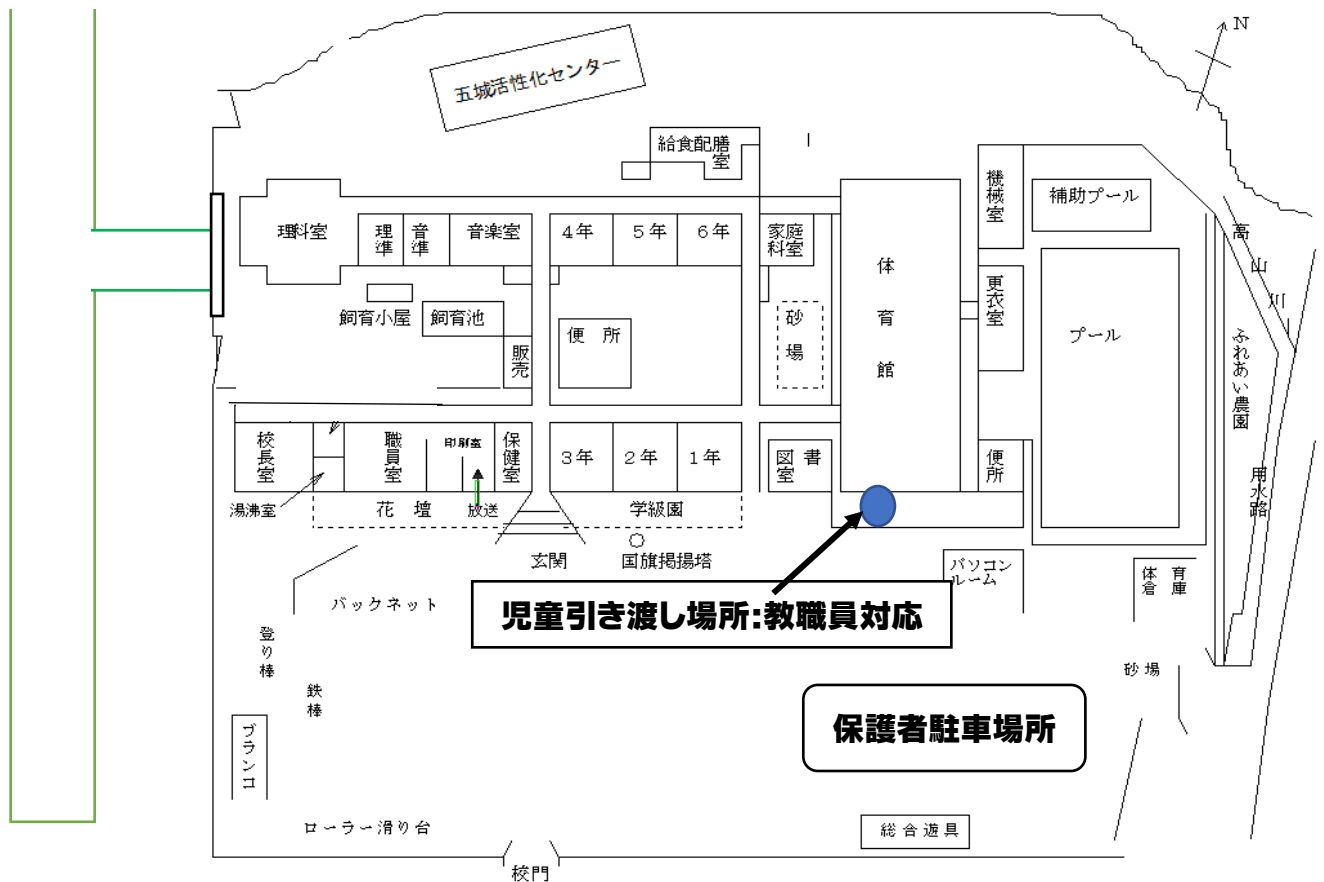 N
五城活性化センター
給食配膳
室
機械室
補助プール
理科室
理準
音準
音楽室
4年
5年
6年
家庭
科室
体育館
高山川
更衣室
プール
飼育小屋
飼育池
販売
便所
砂場
ふれあい農園
校長室
職員室
印刷室
保健室
3年
2年
1年
図書
室
便所
用水路
湯沸室
花壇
放送
学級園
玄関
国旗掲揚塔
パソコン
ルーム
体育
倉庫
児童引き渡し場所:教職員対応
バックネット
登り棒
鉄棒
砂場
保護者駐車場所
ブランコ
ローラー滑り台
総合遊具
校門